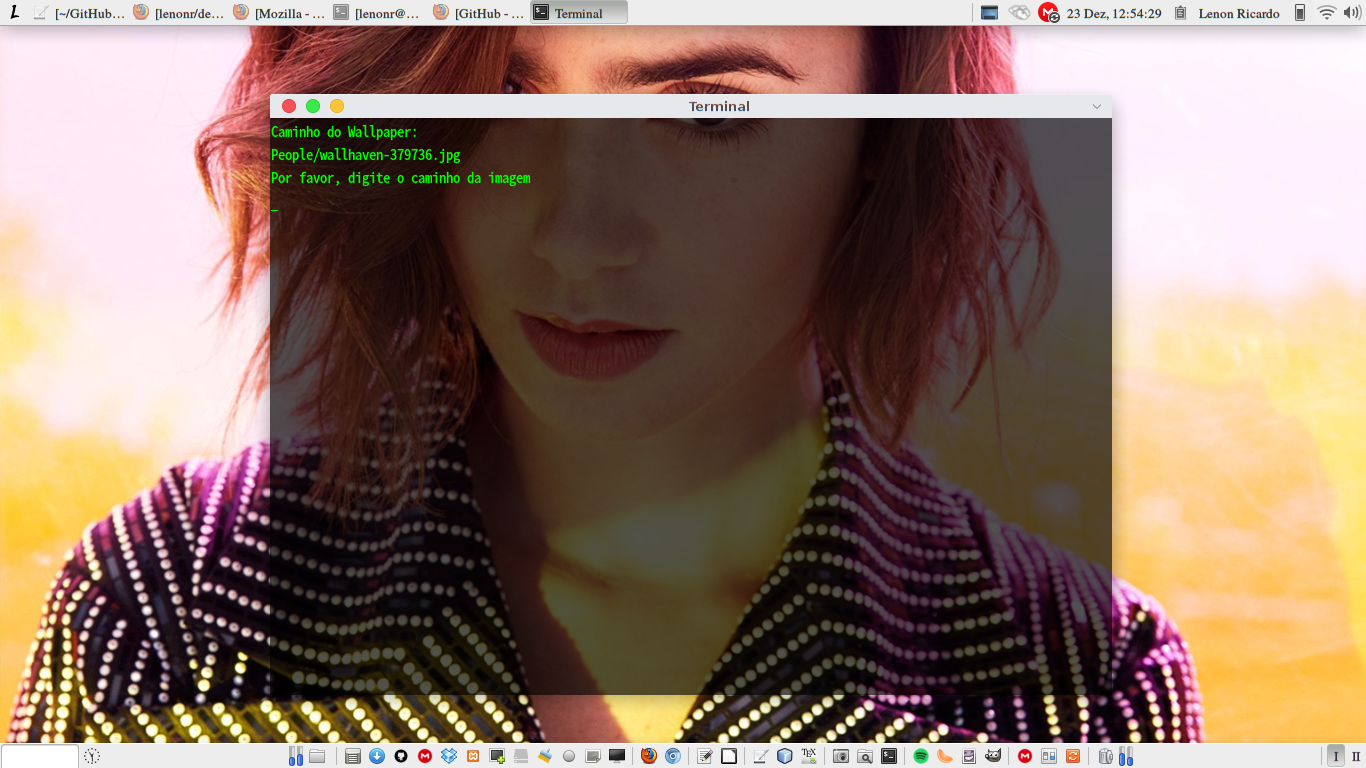 L
[~/GitHub...
[lenonr/de...
[Mozilla - ...
[lenonr@...
[GitHub - ...
Terminal
23 Dez, 12:54:29
Lenon Ricardo
Terminal
Caminho do Wallpaper:
People/wallhaven-379736.jpg
Por favor, digite o caminho da imagem
_
I
II